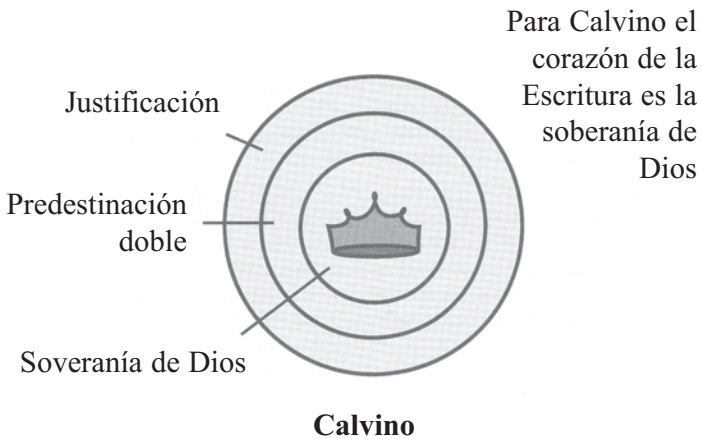 Para Calvino el
corazón de la
Escritura es la
soberanía de
Dios
Justificación
Predestinación
doble
Soveranía de Dios
Calvino